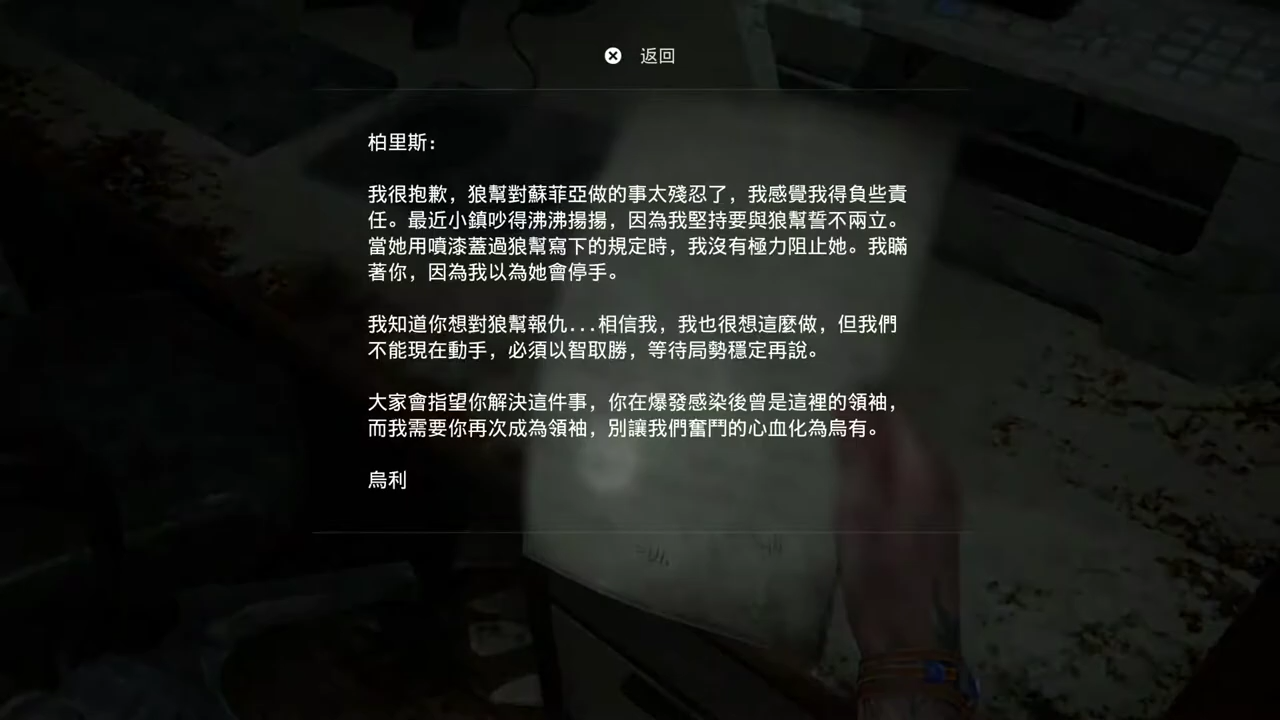 返回
柏里斯：
我很抱歉，狼幫對蘇菲亞做的事太殘忍了，我感覺我得負些責
任。最近小鎮吵得沸沸揚揚，因為我堅持要與狼幫誓不兩立。
當她用噴漆蓋過狼幫寫下的規定時，我沒有極力阻止她。我瞞
著你，因為我以為她會停手。
我知道你想對狼幫報仇...相信我，我也很想這麼做，但我們
不能現在動手，必須以智取勝，等待局勢穩定再說。
大家會指望你解決這件事，你在爆發感染後曾是這裡的領袖，
而我需要你再次成為領袖，別讓我們奮鬥的心血化為烏有。
烏利